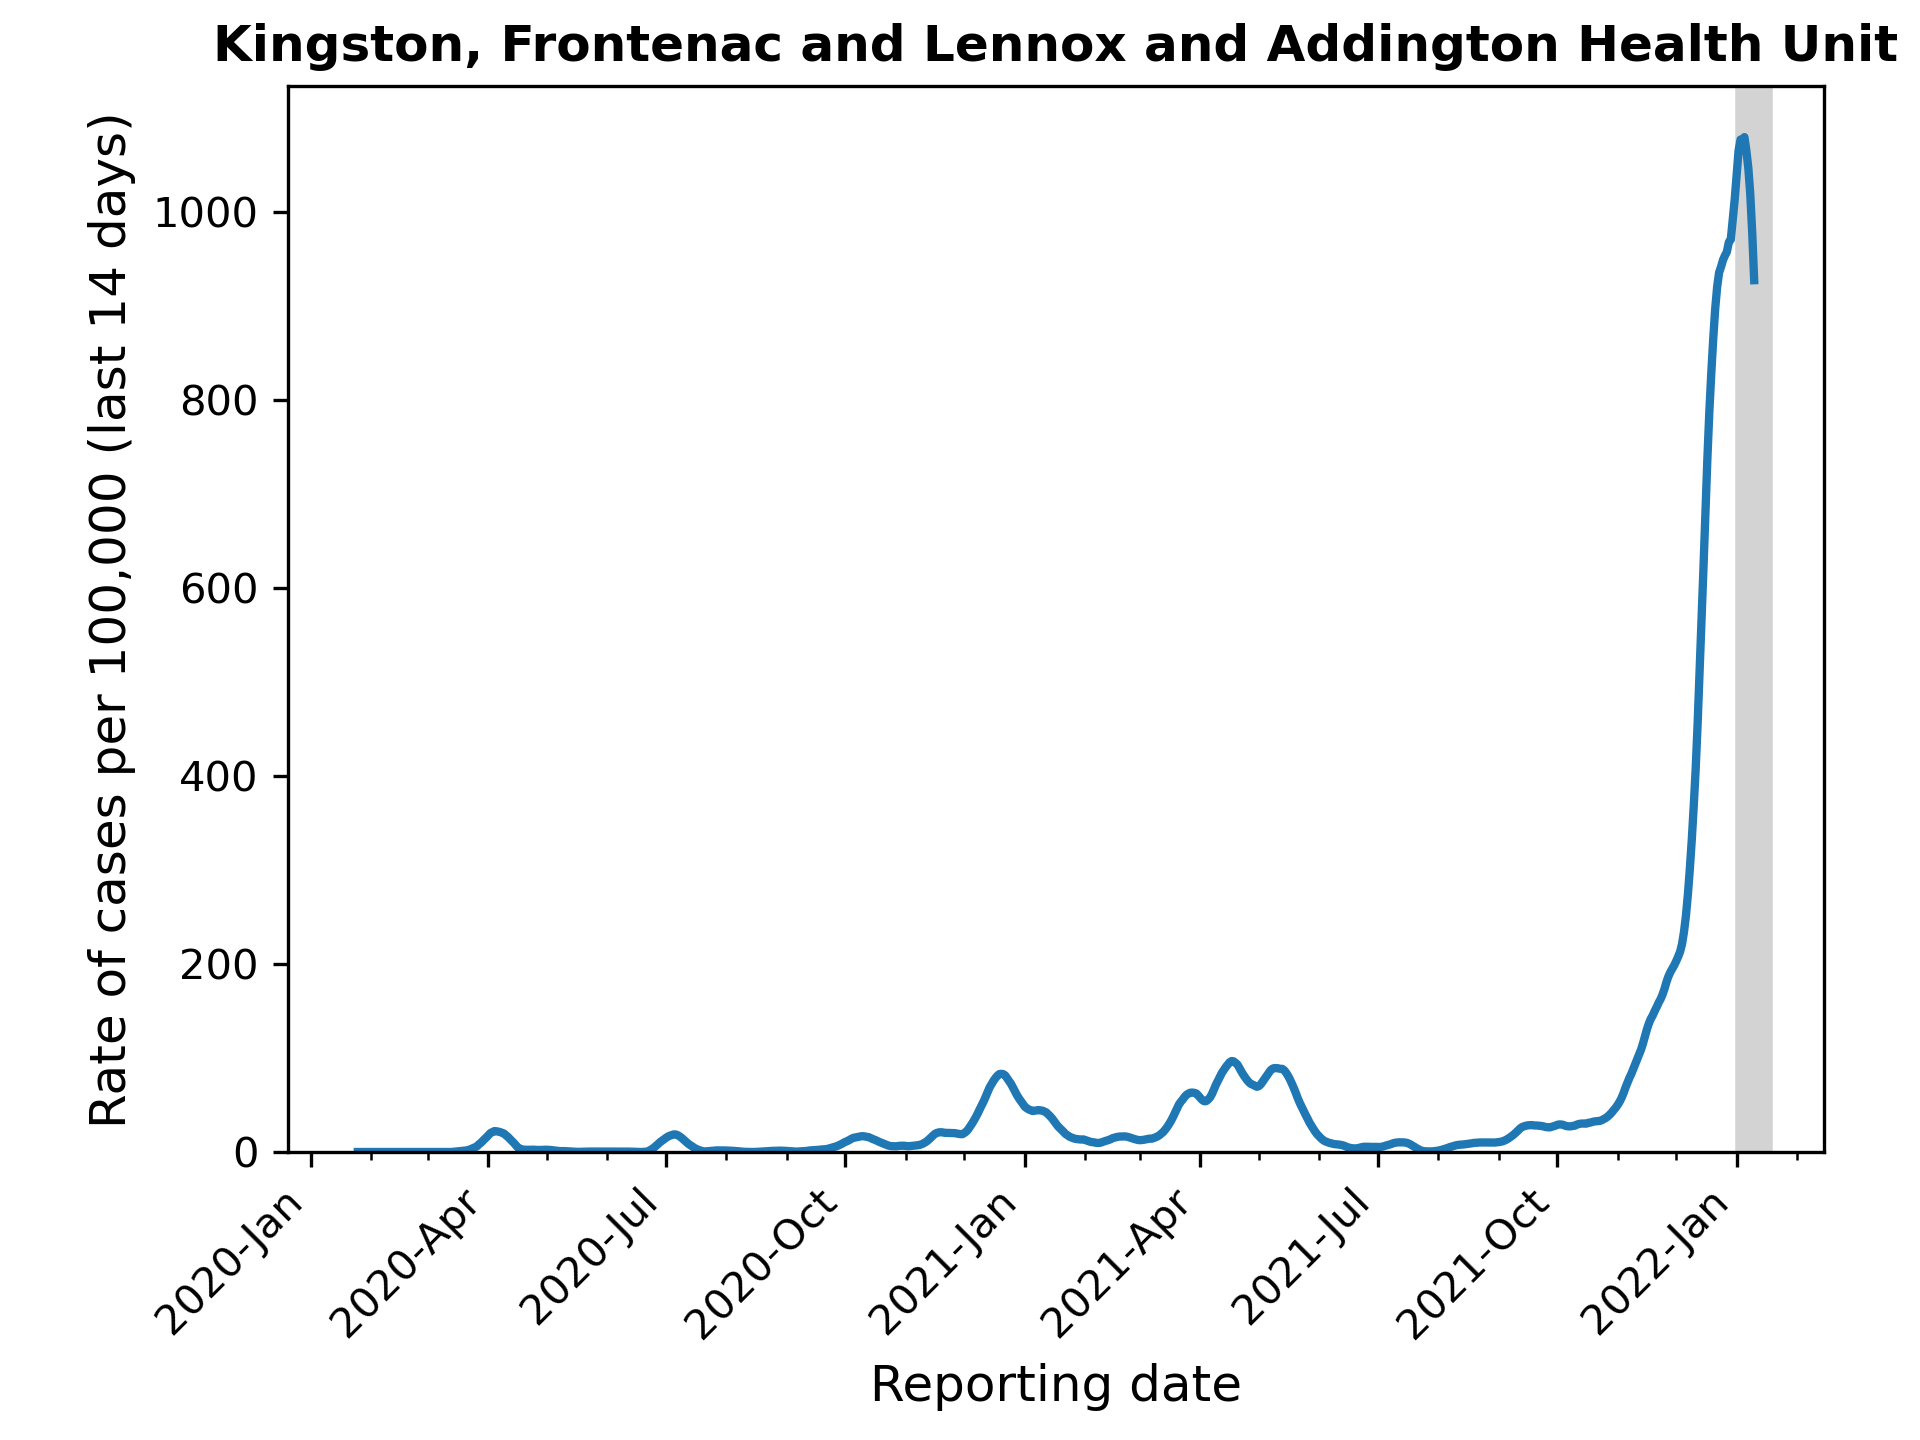 Kingston, Frontenac and Lennox and Addington Health Unit
Rate of cases per 100,000 (last 14 days)
1000
800
600
400
200
0
2020-Jan
2020-Apr
2020-Jul
2020-Oct
2021-Jan
2021-Apr
2021-Jul
2021-Oct
2022-Jan
Reporting date